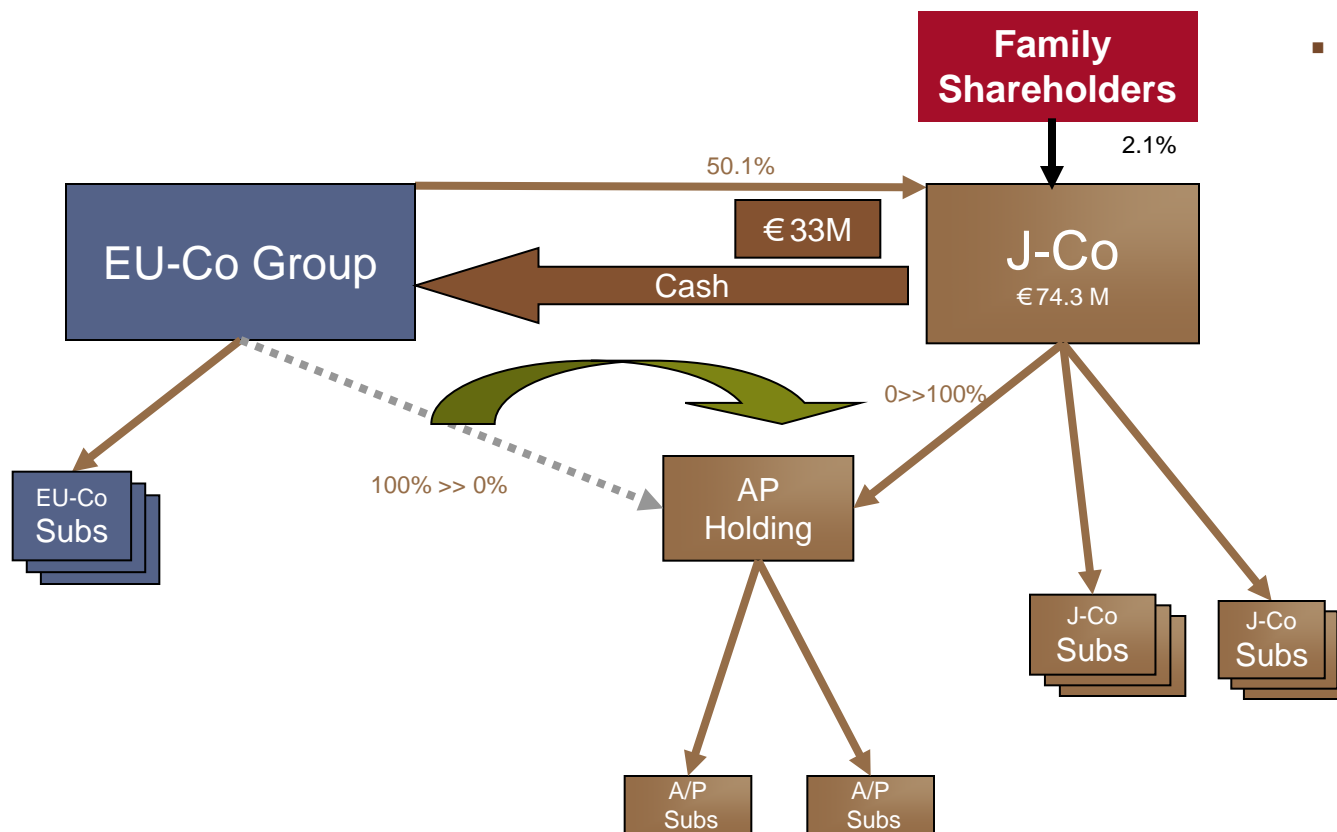 Family
Shareholders
2.1%
50.1%
EU-Co Group
€ 33M
J-Co
€ 74.3 M
Cash
0>>100%
100% >> 0%
EU-Co
Subs
AP
Holding
J-Co
Subs
J-Co
Subs
A/P
Subs
A/P
Subs